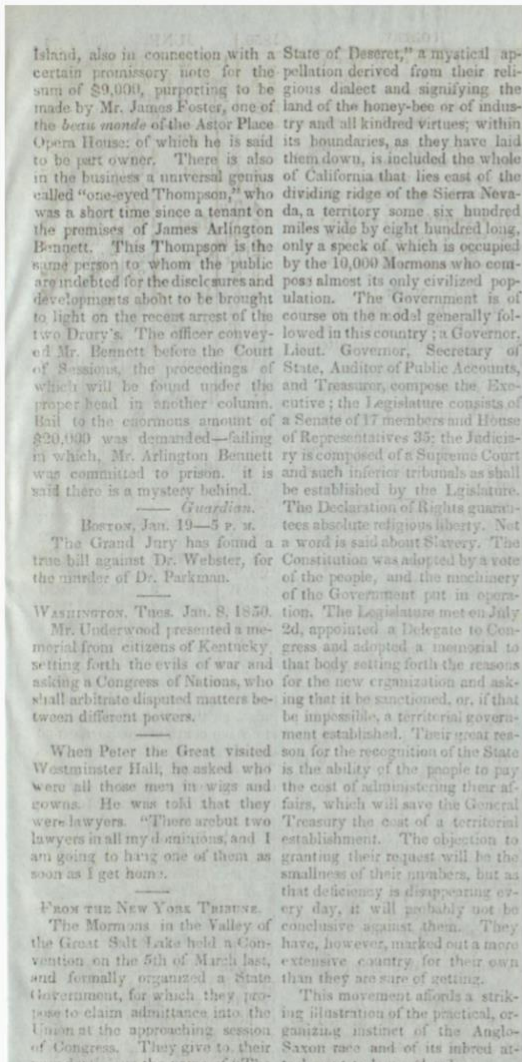 Island, also in connection with a
certain promissory note for the
sum of $9,000, purporting to be
made by Mr. James Foster, one of
the beau monde of the Astor Place
Opera House: of which he is said
to be part owner. There is also
in the business a universal genius
called "one-eyed Thompson," who
was a short time since a tenant on
the premises of James Arlington
Bennett. This Thompson is the
same person to whom the public
are indebted for the disclcsures and
developments aboht to be brought
to light on the recent arrest of the
two Drury's. The officer convey-
ed Mr. Bennett before the Court
of Sessions, the proceedings of
which will be found under the
proper head in another column.
Bail to the enormous amount of
$20,000 was demanded—failing
in which, Mr. Arlington Bennett
was committed to prison. it is
said there is a mystery behind.
—— Guardian.
BOSTON, Jan. 19—5 P. M.
The Grand Jury has found a
true bill against Dr. Webster, for
the murder of Dr. Parkman.
WASHINGTON, Tues. Jan. 8, 1850.
Mr. Underwood presented a me-
morial from citizens of Kentucky,
setting forth the evils of war and
asking a Congress of Nations, who
shall arbitrate disputed matters be-
tween different powers.
When Peter the Great visited
Westminster Hall, he asked who
were all those men in wigs and
gowns. He was told that they
were lawyers. "There arebut two
lawyers in all my dominions, and I
am going to hang one of them as
soon as I get home.
FROM THE NEW YORK TRIBUNE.
The Mormons in the Valley of
the Great Salt Lake held a Con-
vention on the 5th of March last,
and formally organized a State
Government, for which they pro-
pose to claim admittance into the
Union at the approaching session
of Congress. They give to their
State of Deseret," a mystical ap-
pellation derived from their reli-
gious dialect and signifying the
land of the honey-bee or of indus-
try and all kindred virtues; within
its boundaries, as they have laid
them down, is included the whole
of California that lies east of the
dividing ridge of the Sierra Neva-
da, a territory some six hundred
miles wide by eight hundred long,
only a speck of which is occupied
by the 10,000 Mormons who com-
pose almost its only civilized pop-
ulation. The Government is of
course on the model generally fol-
lowed in this country; a Governor,
Lieut. Governor, Secretary of
State, Auditor of Public Accounts,
and Treasurer, compose the Exe-
cutive; the Legislature consists of
a Senate of 17 members and House
of Representatives 35; the Judicia-
ry is composed of a Supreme Court
and such inferior tribunals as shall
be established by the Lgislature.
The Declaration of Rights guaran-
tees absolute religious liberty. Not
a word is said about Slavery. The
Constitution was adopted by a vote
of the people, and the machinery
of the Government put in opera-
tion. The Legislature met on July
2d, appointed a Delegate to Con-
gress and adopted a memorial to
that body setting forth the reasons
for the new organization and ask-
ing that it be sanctioned, or, if that
be impossible, a territorial govern-
ment established. Their great rea-
son for the recognition of the State
is the ability of the people to pay
the cost of administering their af-
fairs, which will save the General
Treasury the cost of a territorial
establishment. The objection to
granting their request will be the
smallness of their numbers, but as
that deficiency is disappearing ev-
ery day, it will probably not be
conclusive against them. They
have, however, marked out a more
extensive country for their own
than they are sure of getting.
This movement affords a strik-
ing illustration of the practical, or-
ganizing instinct of the Anglo-
Saxon race and of its inbred at-